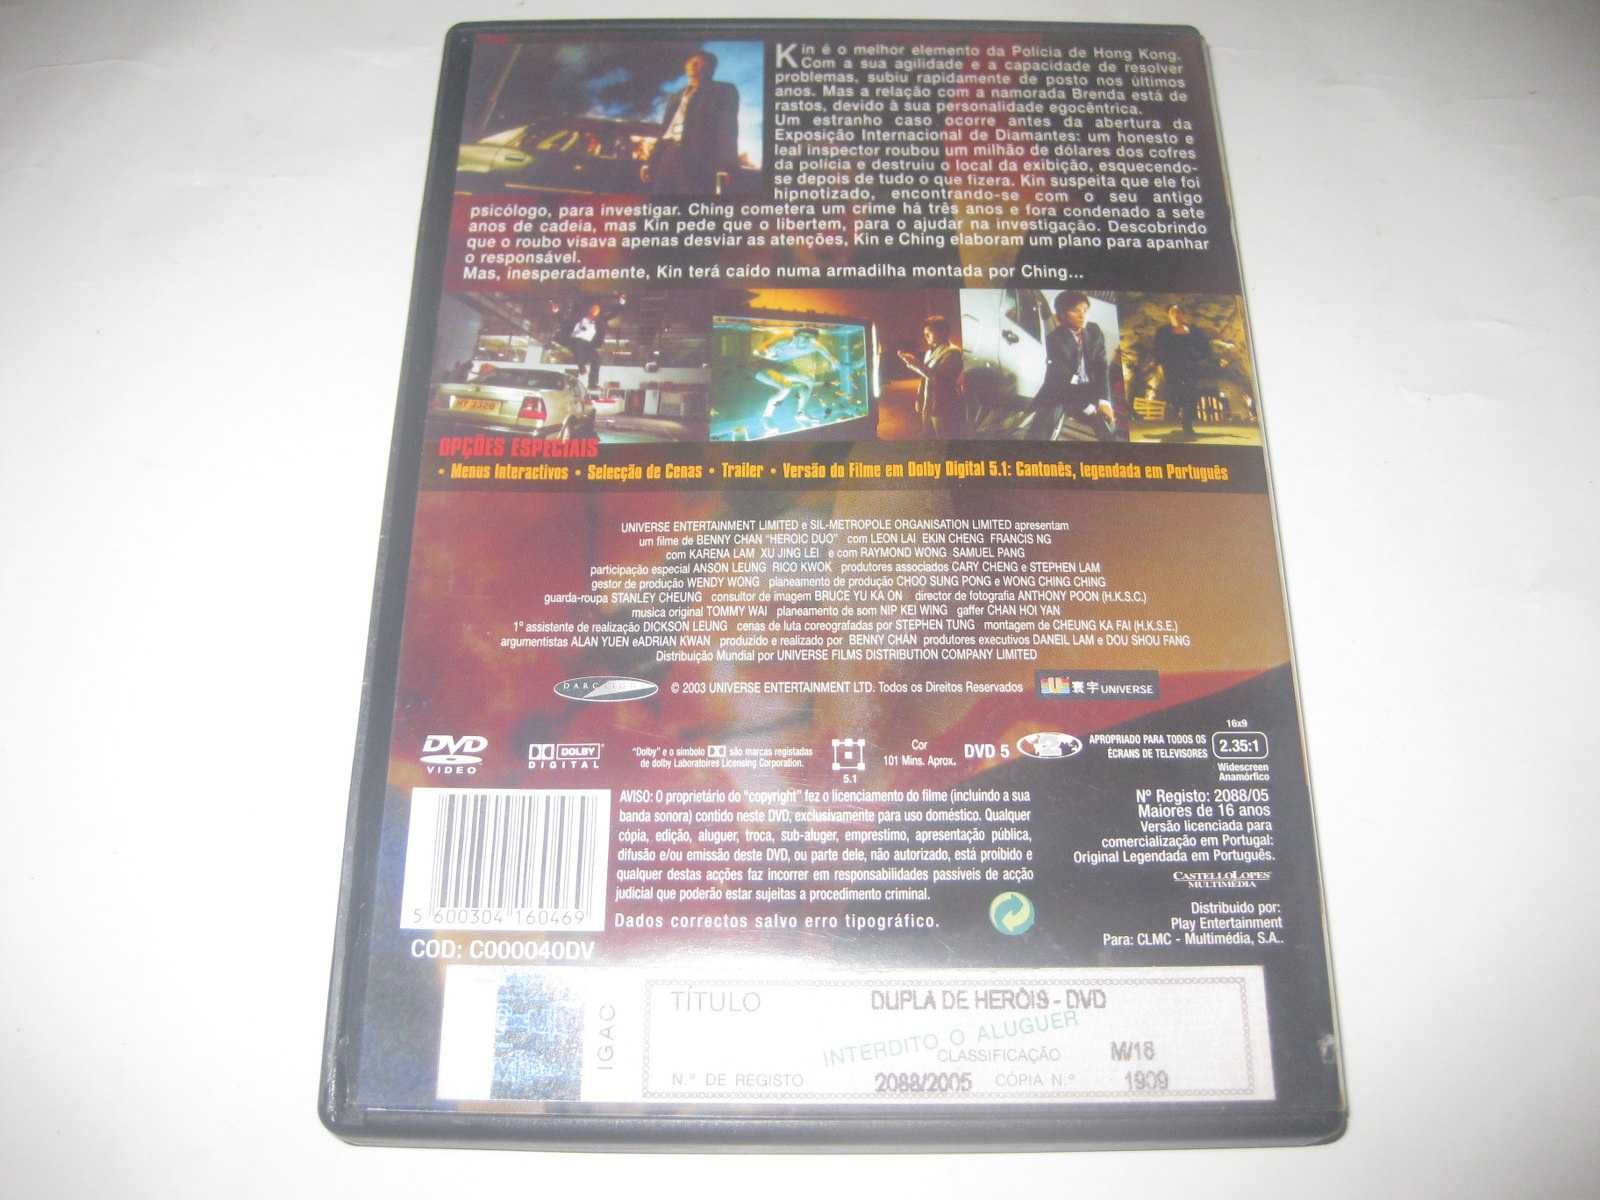 Kin é o melhor elemento da Polícia de Hong Kong.
Com a sua agilidade e a capacidade de resolver
problemas, subiu rapidamente de posto nos últimos
anos. Mas a relação com a namorada Brenda está de
rastos, devido à sua personalidade egocêntrica.
Um estranho caso ocorre antes da abertura da
Exposição Internacional de Diamantes: um honesto e
leal inspector roubou um milhão de dólares dos cofres
da polícia e destruiu o local da exibição, esquecendo-
se depois de tudo o que fizera. Kin suspeita que ele foi
hipnotizado, encontrando-se com o seu antigo
psicólogo, para investigar. Ching cometera um crime há três anos e fora condenado a sete
anos de cadeia, mas Kin pede que o libertem, para o ajudar na investigação. Descobrindo
que o roubo visava apenas desviar as atenções, Kin e Ching elaboram um plano para apanhar
o responsável.
Mas, inesperadamente, Kin terá caído numa armadilha montada por Ching...
OPÇÕES ESPECIAIS
• Menus Interactivos • Selecção de Cenas • Trailer • Versão do Filme em Dolby Digital 5.1: Cantonês, legendada em Português
UNIVERSE ENTERTAINMENT LIMITED e SIL-METROPOLE ORGANISATION LIMITED apresentam
um filme de BENNY CHAN "HEROIC DUO" com LEON LAI EKIN CHENG FRANCIS NG
com KARENA LAM XU JING LEI e com RAYMOND WONG SAMUEL PANG
participação especial ANSON LEUNG RICO KWOK produtores associados CARY CHENG e STEPHEN LAM
gestor de produção WENDY WONG planeamento de produção CHOO SUNG PONG e WONG CHING CHING
guarda-roupa STANLEY CHEUNG consultor de imagem BRUCE YU KA ON director de fotografia ANTHONY POON (H.K.S.C.)
musica original TOMMY WAI planeamento de som NIP KEI WING gaffer CHAN HOI YAN
1º assistente de realização DICKSON LEUNG cenas de luta coreografadas por STEPHEN TUNG montagem de CHEUNG KA FAI (H.K.S.E.)
argumentistas ALAN YUEN eADRIAN KWAN produzido e realizado por BENNY CHAN produtores executivos DANEIL LAM e DOU SHOU FANG
Distribuição Mundial por UNIVERSE FILMS DISTRIBUTION COMPANY LIMITED
© 2003 UNIVERSE ENTERTAINMENT LTD. Todos os Direitos Reservados
寰宇 UNIVERSE
DVD
VIDEO
DOLBY
DIGITAL
"Dolby" e o simbolo são marcas registadas
de dolby Laboratoires Licensing Corporation.
5.1
Cor
101 Mins. Aprox.
DVD 5
2
APROPRIADO PARA TODOS OS
ÉCRANS DE TELEVISORES
16x9
2.35:1
Widescreen
Anamórfico
AVISO: O proprietário do "copyright" fez o licenciamento do filme (incluindo a sua
banda sonora) contido neste DVD, exclusivamente para uso doméstico. Qualquer
cópia, edição, aluguer, troca, sub-aluger, emprestimo, apresentação pública,
difusão e/ou emissão deste DVD, ou parte dele, não autorizado, está proibido e
qualquer destas acções faz incorrer em responsabilidades passiveis de acção
judicial que poderão estar sujeitas a procedimento criminal.
Dados correctos salvo erro tipográfico.
5 600304 160469
COD: C000040DV
Nº Registo: 2088/05
Maiores de 16 anos
Versão licenciada para
comercialização em Portugal:
Original Legendada em Português.
CASTELLO LOPES
MULTIMÉDIA
Distribuido por:
Play Entertainment
Para: CLMC - Multimédia, S.A..
IGAC
TÍTULO DUPLA DE HERÓIS - DVD
INTERDITO O ALUGUER
CLASSIFICAÇÃO M/16
N.º DE REGISTO 2088/2005 CÓPIA N.º 1909